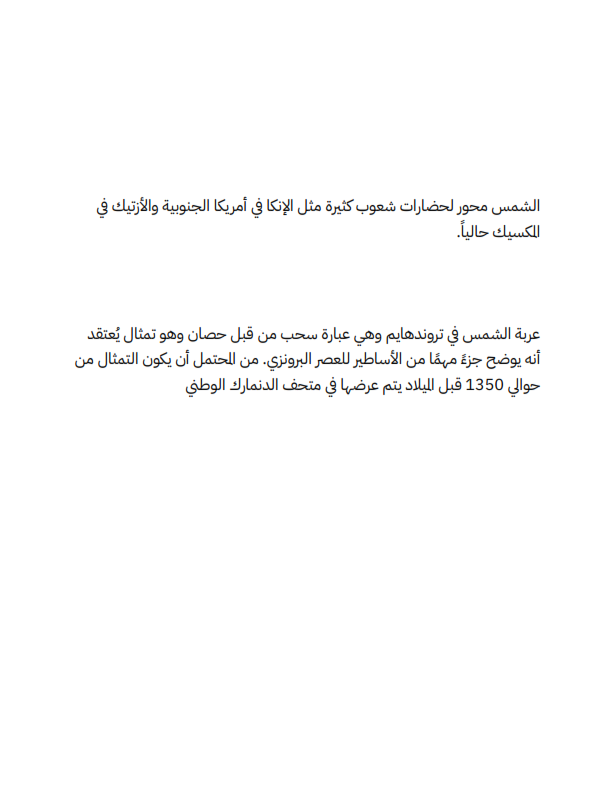 الشمس محور لحضارات شعوب كثيرة مثل الإنكا في أمريكا الجنوبية والأزتيك في
المكسيك حالياً.
عربة الشمس في تروندهايم وهي عبارة سحب من قبل حصان وهو تمثال يُعتقد
أنه يوضح جزءً مهمًا من الأساطير للعصر البرونزي. من المحتمل أن يكون التمثال من
حوالي 1350 قبل الميلاد يتم عرضها في متحف الدنمارك الوطني